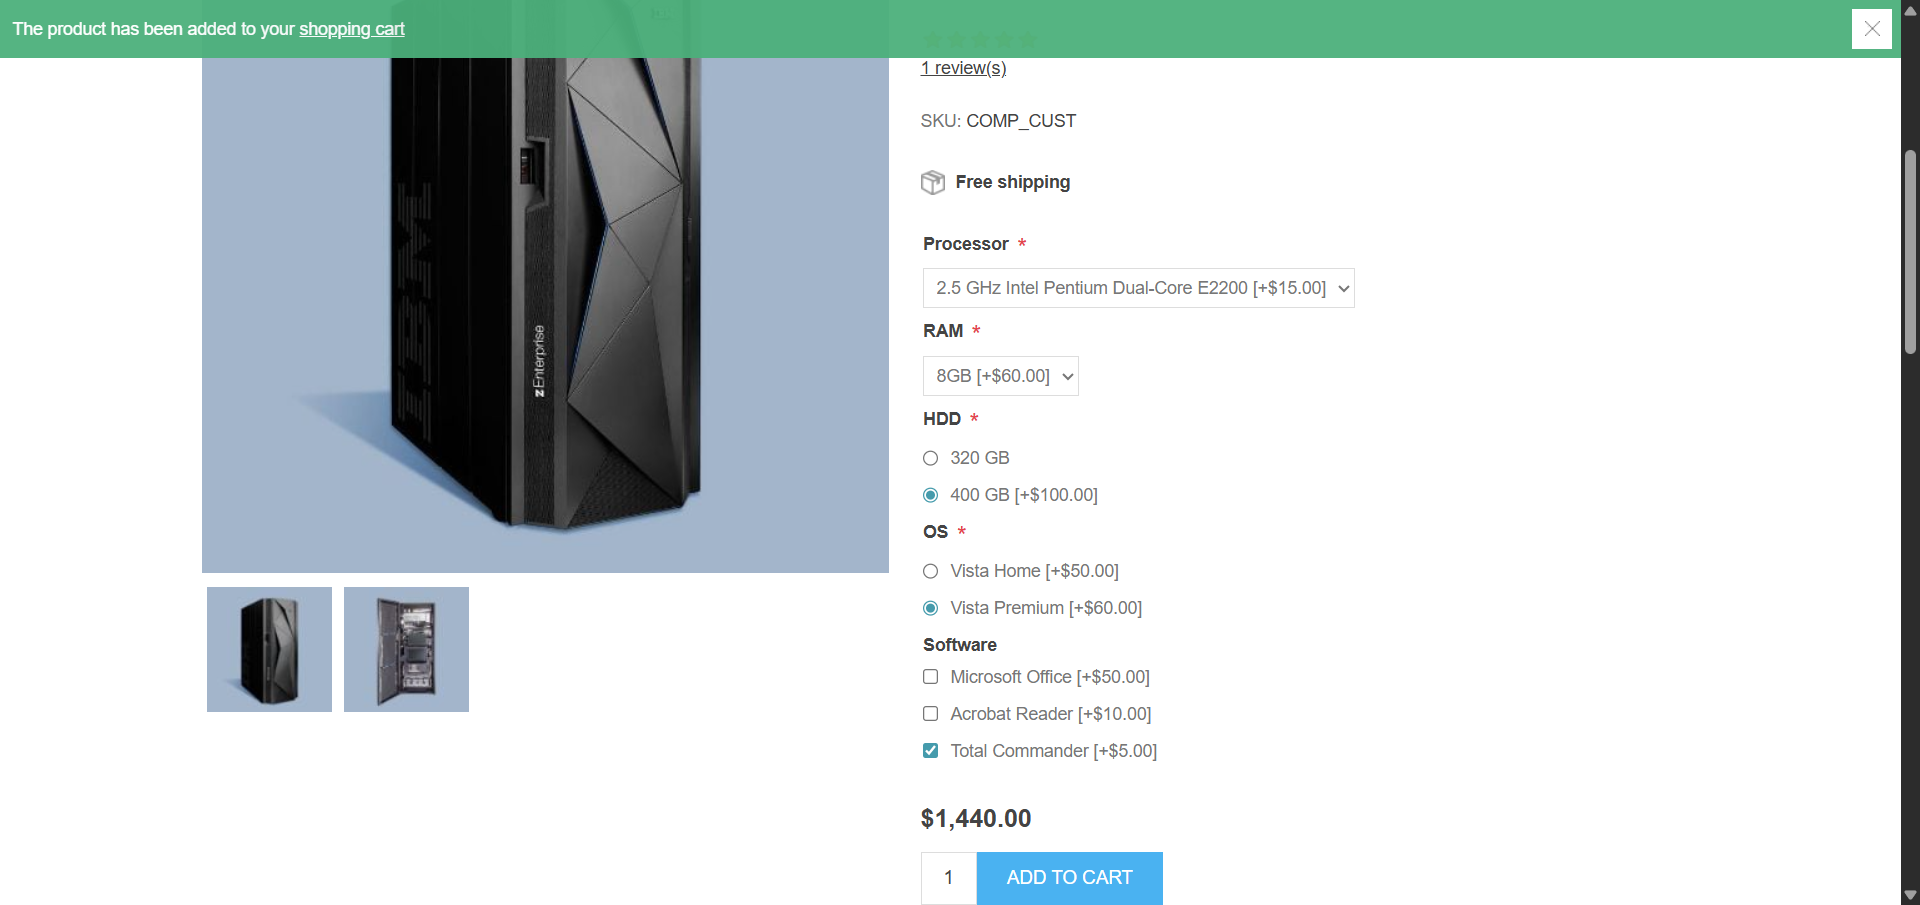 The product has been added to your shopping cart
1 review(s)
SKU: COMP_CUST
Free shipping
Processor *
2.5 GHz Intel Pentium Dual-Core E2200 [+$15.00]
RAM *
8GB [+$60.00]
HDD *
320 GB
400 GB [+$100.00]
OS *
Vista Home [+$50.00]
Vista Premium [+$60.00]
Software
Microsoft Office [+$50.00]
Acrobat Reader [+$10.00]
Total Commander [+$5.00]
$1,440.00
1
ADD TO CART
IBM
zEnterprise